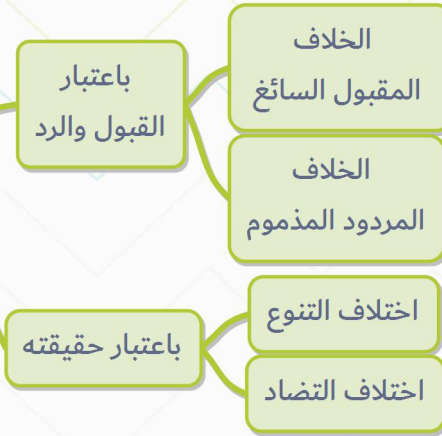 باعتبار
القبول والرد
الخلاف
المقبول السائغ
الخلاف
المردود المذموم
باعتبار حقيقته
اختلاف التنوع
اختلاف التضاد